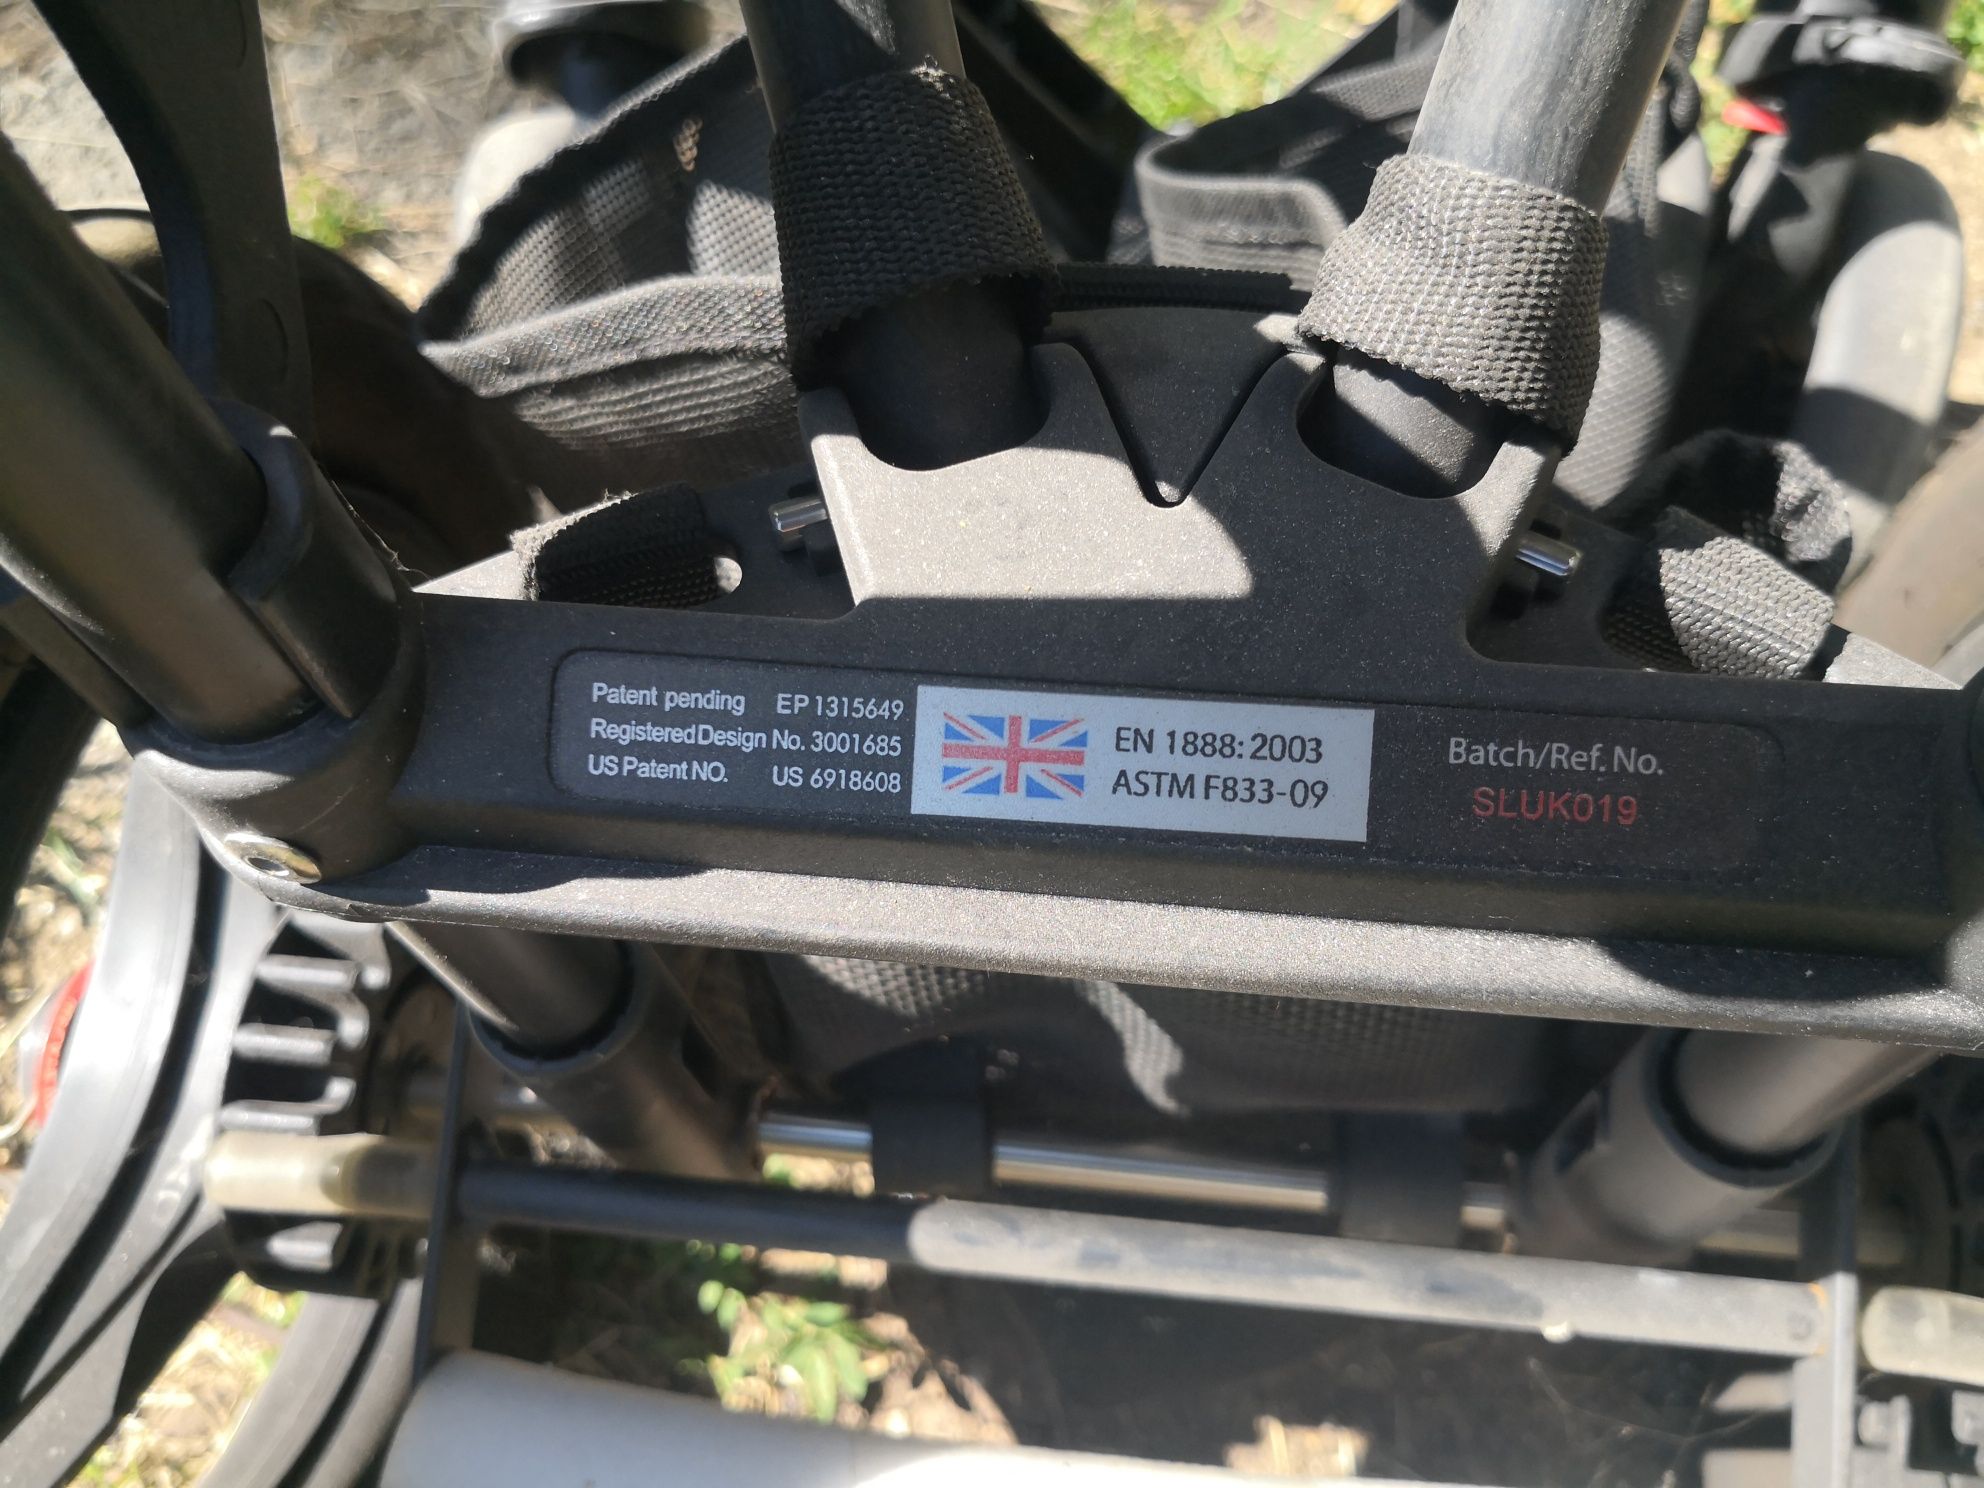 Patent pending EP 1315649
Registered Design No. 3001685
US Patent NO. US 6918608
EN 1888: 2003
ASTM F833-09
Batch/Ref. No.
SLUK019